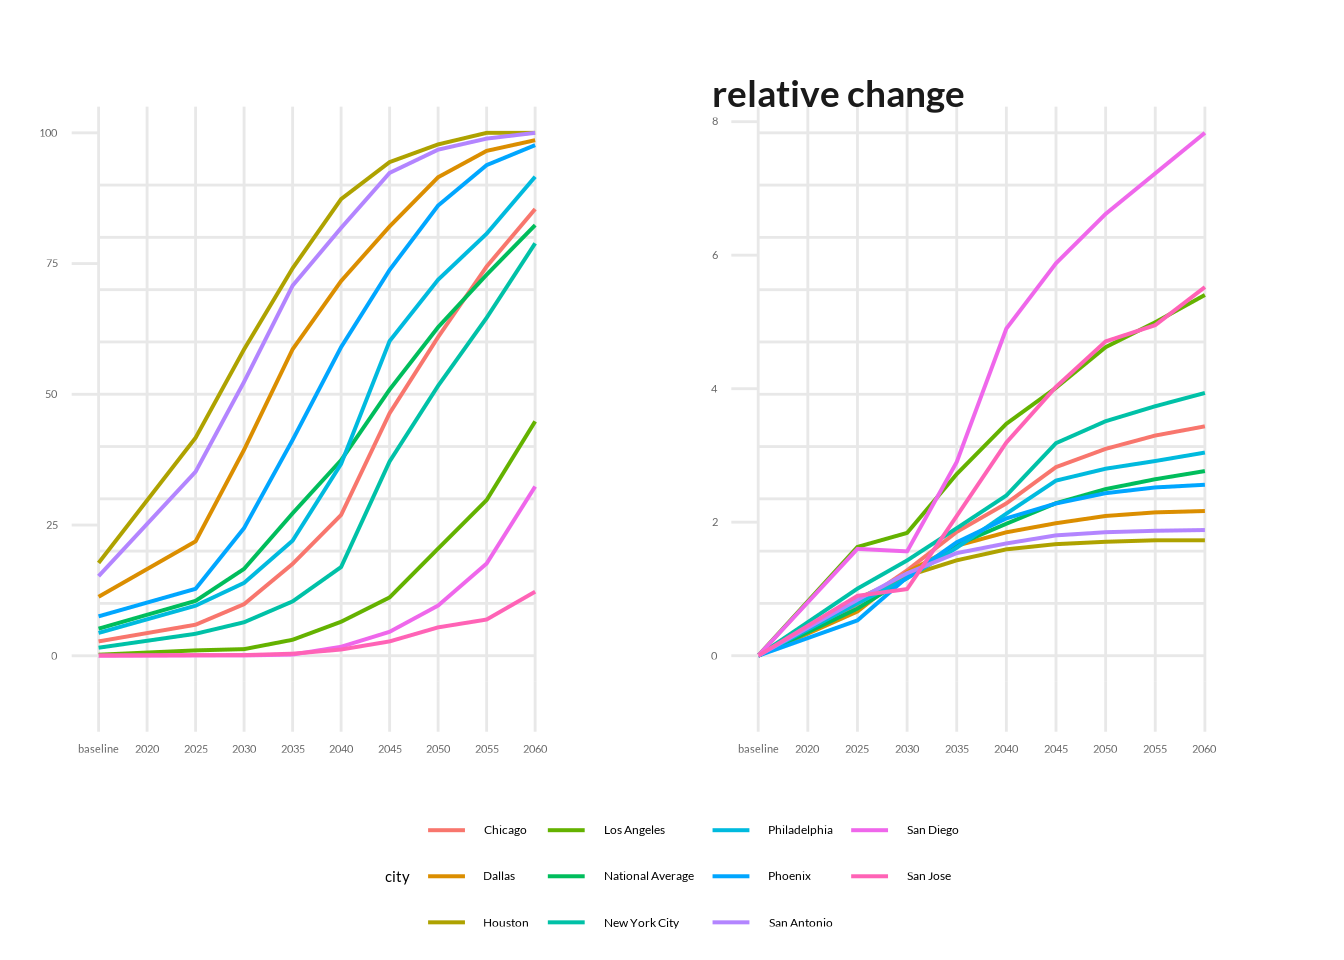 relative change
100
75
50
25
0
8
6
4
2
0
baseline 2020 2025 2030 2035 2040 2045 2050 2055 2060
baseline 2020 2025 2030 2035 2040 2045 2050 2055 2060
city
Chicago Los Angeles Philadelphia San Diego
Dallas National Average Phoenix San Jose
Houston New York City San Antonio